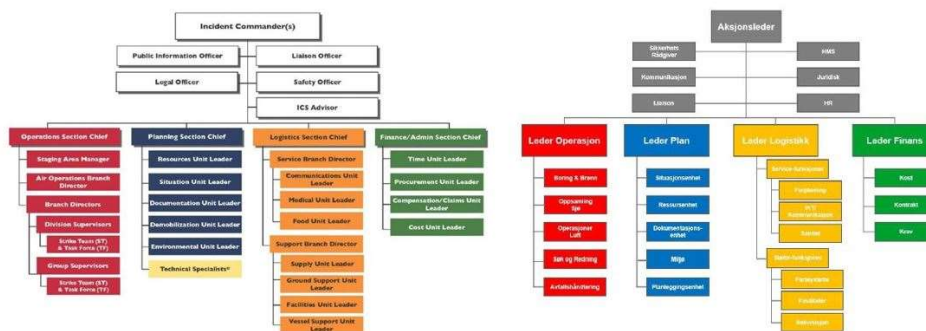 Incident Commander(s)
Public Information Officer
Liaison Officer
Legal Officer
Safety Officer
ICS Advisor
Operations Section Chief
Staging Area Manager
Air Operations Branch
Director
Branch Directors
Division Supervisors
Strike Team (ST)
& Task Force (TF)
Group Supervisors
Strike Team (ST)
& Task Force (TF)
Planning Section Chief
Resources Unit Leader
Situation Unit Leader
Documentation Unit Leader
Demobilization Unit Leader
Environmental Unit Leader
Technical Specialists*
Logistics Section Chief
Service Branch Director
Communications Unit
Leader
Medical Unit Leader
Food Unit Leader
Support Branch Director
Supply Unit Leader
Ground Support Unit
Leader
Facilities Unit Leader
Vessel Support Unit
Leader
Finance/Admin Section Chief
Time Unit Leader
Procurement Unit Leader
Compensation/Claims Unit
Leader
Cost Unit Leader
Aksjonsleder
Sikkerhets
Rådgiver
HMS
Kommunikasjon
Juridisk
Liaison
HR
Leder Operasjon
Boring & Brønn
Oppsamling
Sjø
Operasjoner
Luft
Søk og Redning
Avfallshåndtering
Leder Plan
Situasjonsenhet
Ressursenhet
Dokumentasjons-
enhet
Miljø
Planleggingsenhet
Leder Logistikk
Forpleining
Kommunikasjon
Fasiliteter
Leder Finans
Kost
Kontrakt
Krav